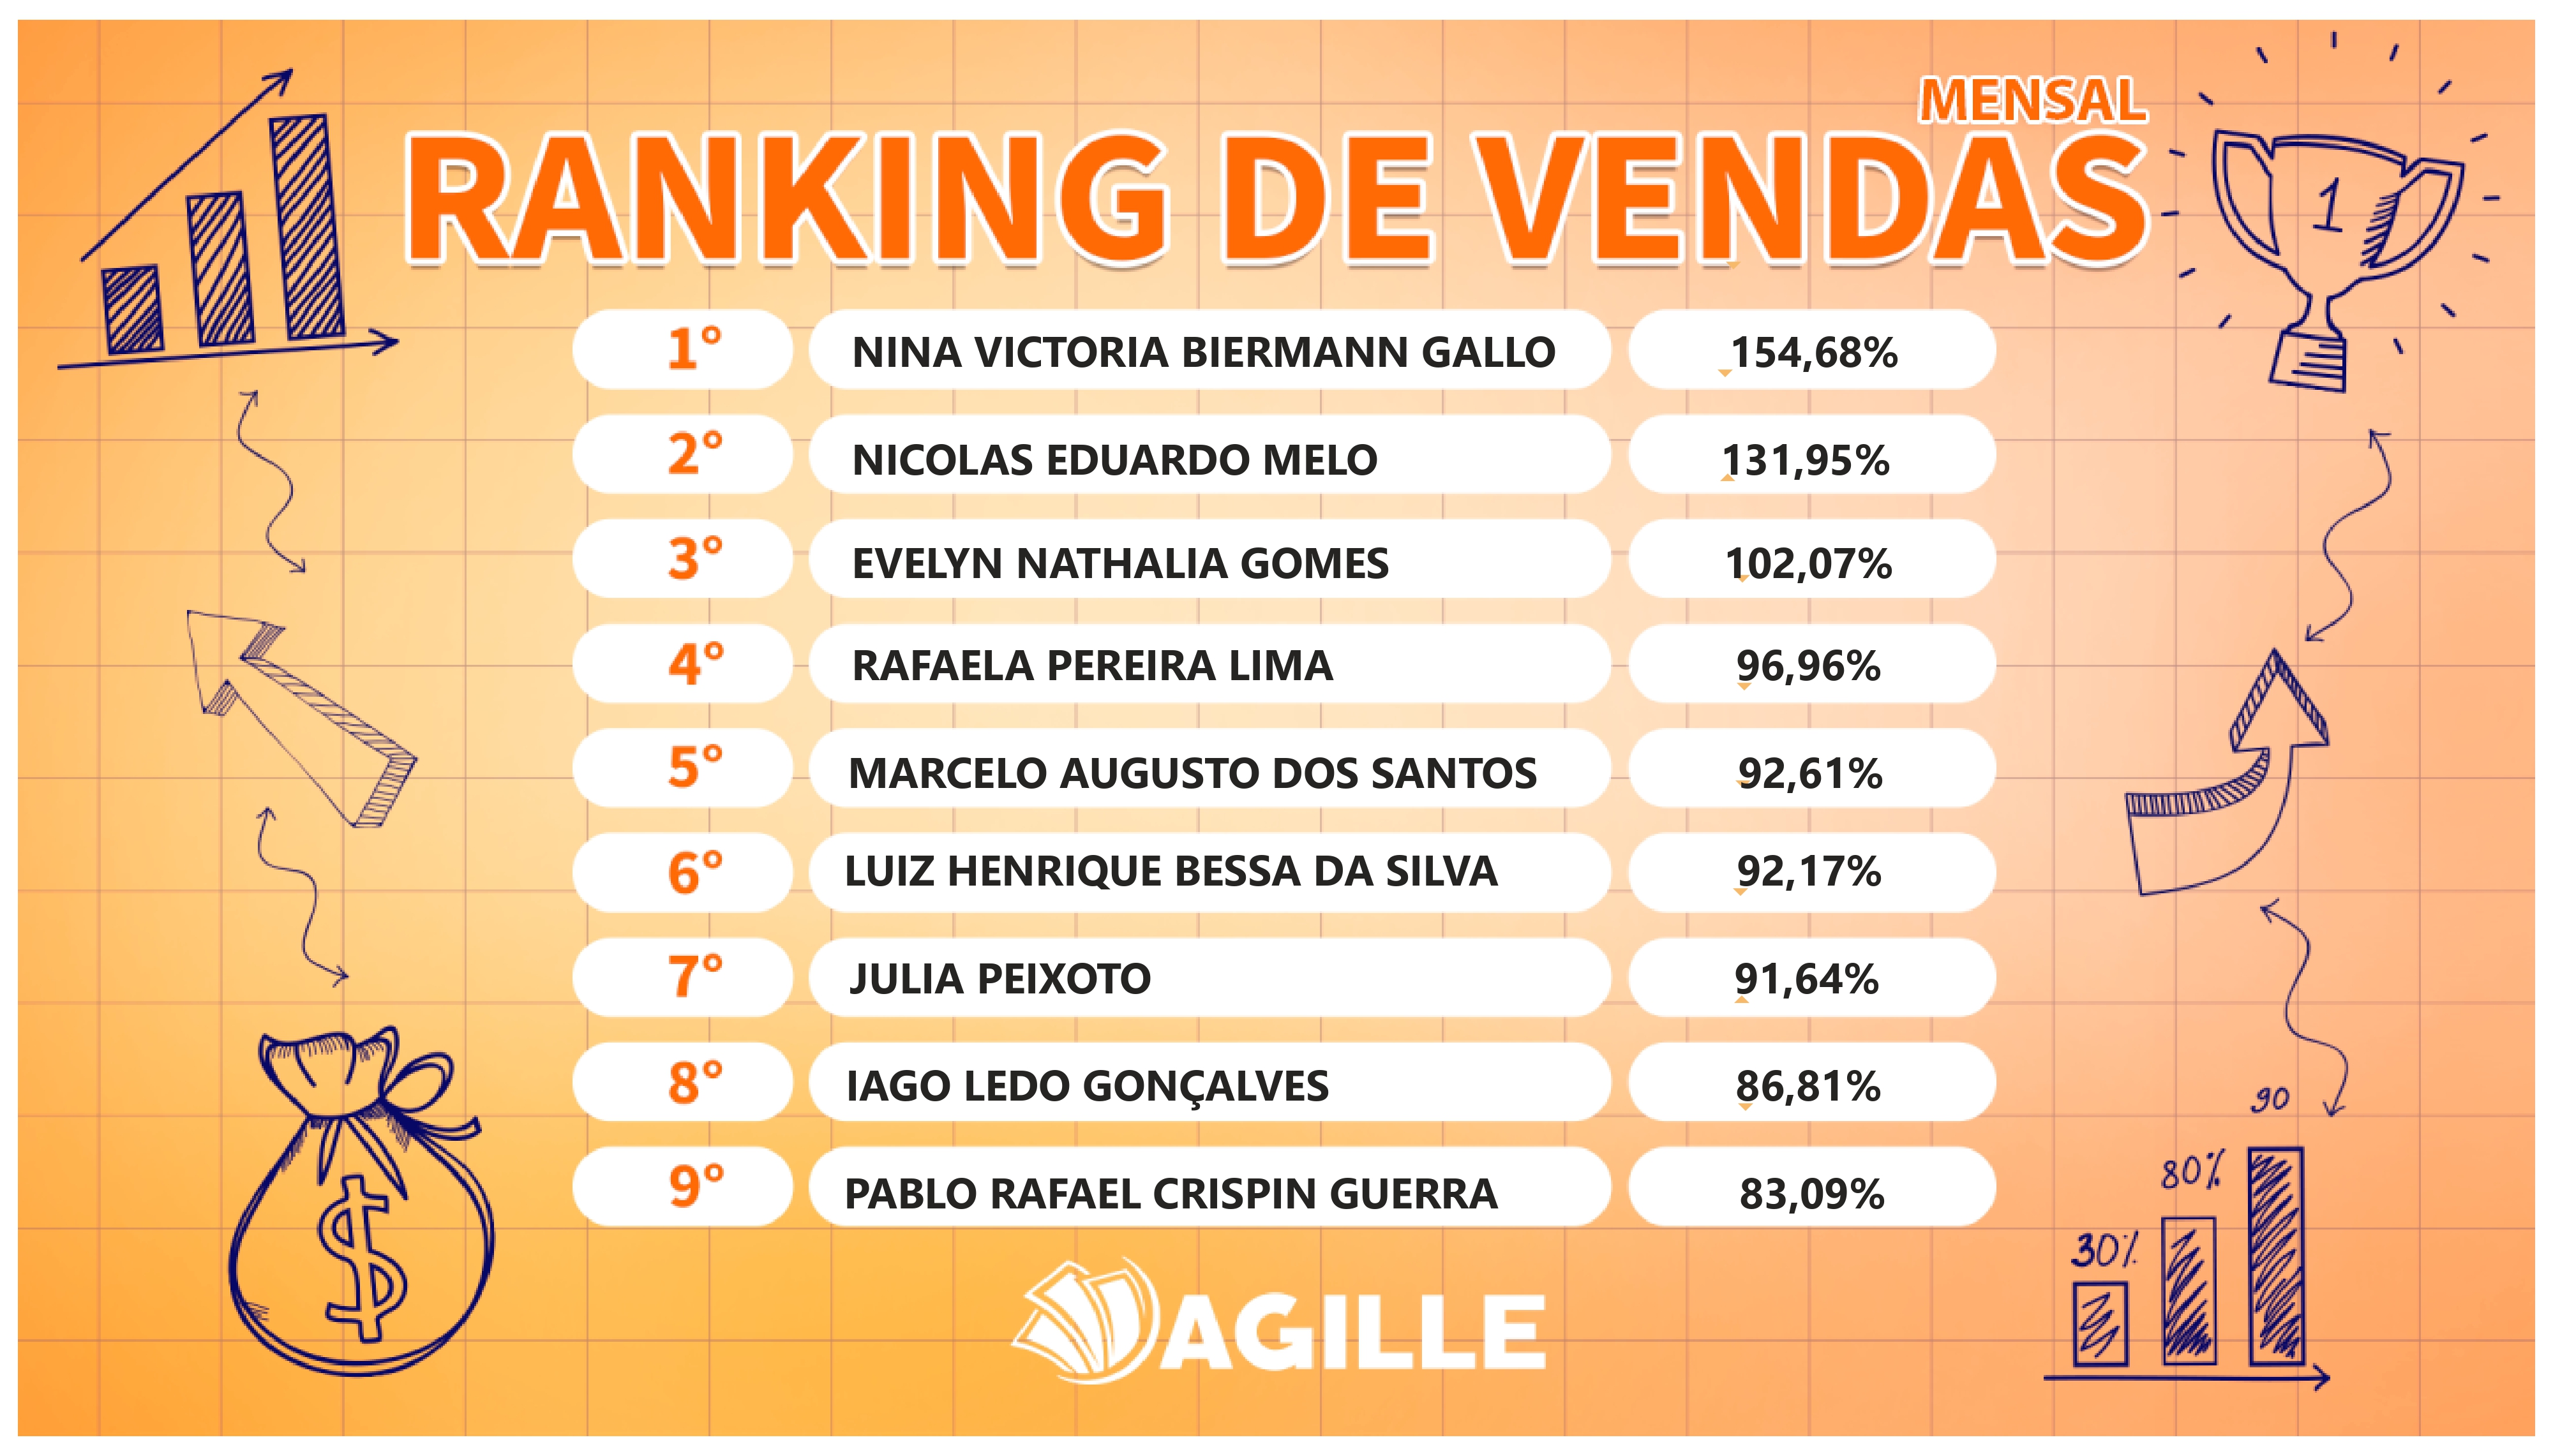 MENSAL
RANKING DE VENDAS
1
1° NINA VICTORIA BIERMANN GALLO 154,68%
2° NICOLAS EDUARDO MELO 131,95%
3° EVELYN NATHALIA GOMES 102,07%
4° RAFAELA PEREIRA LIMA 96,96%
5° MARCELO AUGUSTO DOS SANTOS 92,61%
6° LUIZ HENRIQUE BESSA DA SILVA 92,17%
7° JULIA PEIXOTO 91,64%
8° IAGO LEDO GONÇALVES 86,81%
9° PABLO RAFAEL CRISPIN GUERRA 83,09%
90
80%
30%
$
AGILLE